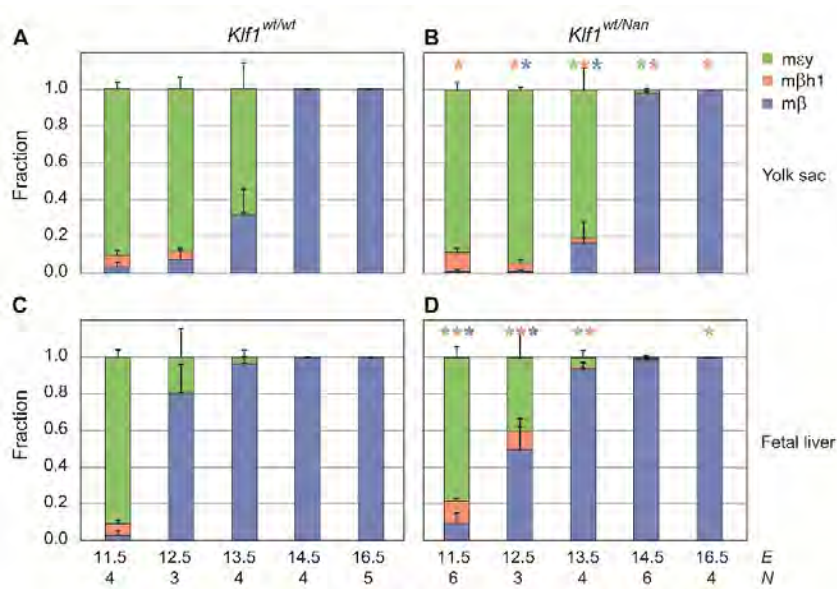 A Klf1wt/wt B Klf1wt/Nan
* ** *** ** *
mεy
mβh1
mβ
1.0
0.8
0.6
0.4
0.2
0.0
Fraction
Yolk sac
C D
*** *** ** *
1.0
0.8
0.6
0.4
0.2
0.0
Fraction
Fetal liver
11.5 12.5 13.5 14.5 16.5 11.5 12.5 13.5 14.5 16.5 E
4 3 4 4 5 6 3 4 6 4 N